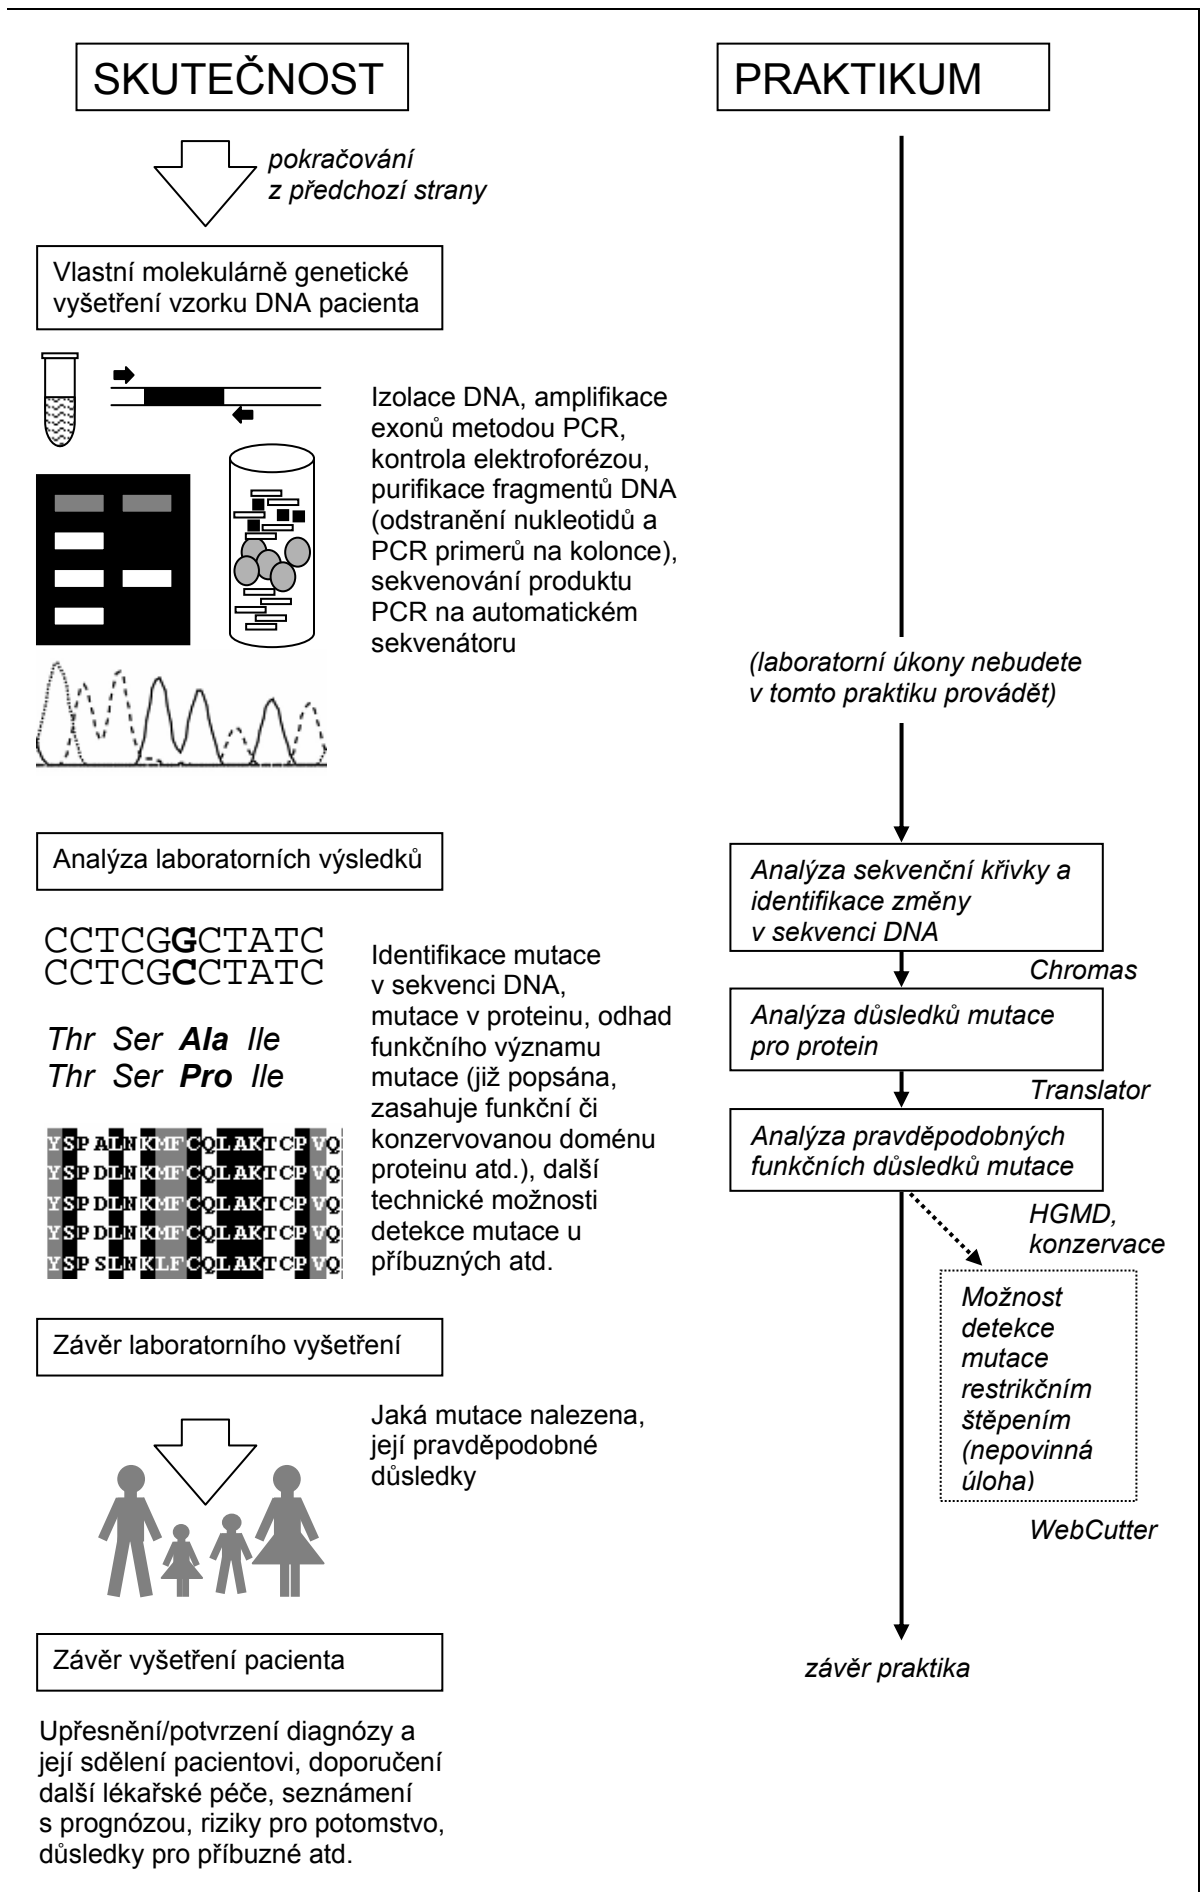 SKUTEČNOST
pokračování
z předchozí strany
Vlastní molekulárně genetické
vyšetření vzorku DNA pacienta
Izolace DNA, amplifikace
exonů metodou PCR,
kontrola elektroforézou,
purifikace fragmentů DNA
(odstranění nukleotidů a
PCR primerů na kolonce),
sekvenování produktu
PCR na automatickém
sekvenátoru
Analýza laboratorních výsledků
CCTCGGCTATC
CCTCGCCTATC
Thr Ser Ala Ile
Thr Ser Pro Ile
YSPALNKMFCQLAKTCPVQ
YSPDLNKMFCQLAKTCPVQ
YSPDLNKMFCQLAKTCPVQ
YSPDLNKMFCQLAKTCPVQ
YSPSLNKLFCQLAKTCPVQ
Identifikace mutace
v sekvenci DNA,
mutace v proteinu, odhad
funkčního významu
mutace (již popsána,
zasahuje funkční či
konzervovanou doménu
proteinu atd.), další
technické možnosti
detekce mutace u
příbuzných atd.
Závěr laboratorního vyšetření
Jaká mutace nalezena,
její pravděpodobné
důsledky
Závěr vyšetření pacienta
Upřesnění/potvrzení diagnózy a
její sdělení pacientovi, doporučení
další lékařské péče, seznámení
s prognózou, riziky pro potomstvo,
důsledky pro příbuzné atd.
PRAKTIKUM
(laboratorní úkony nebudete
v tomto praktiku provádět)
Analýza sekvenční křivky a
identifikace změny
v sekvenci DNA
Chromas
Analýza důsledků mutace
pro protein
Translator
Analýza pravděpodobných
funkčních důsledků mutace
HGMD,
konzervace
Možnost
detekce
mutace
restrikčním
štěpením
(nepovinná
úloha)
WebCutter
závěr praktika